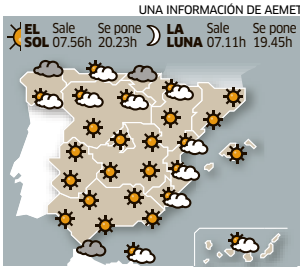 UNA INFORMACIÓN DE AEMET
EL Sale Se pone LA Sale Se pone
SOL 07.56h 20.23h LUNA 07.11h 19.45h